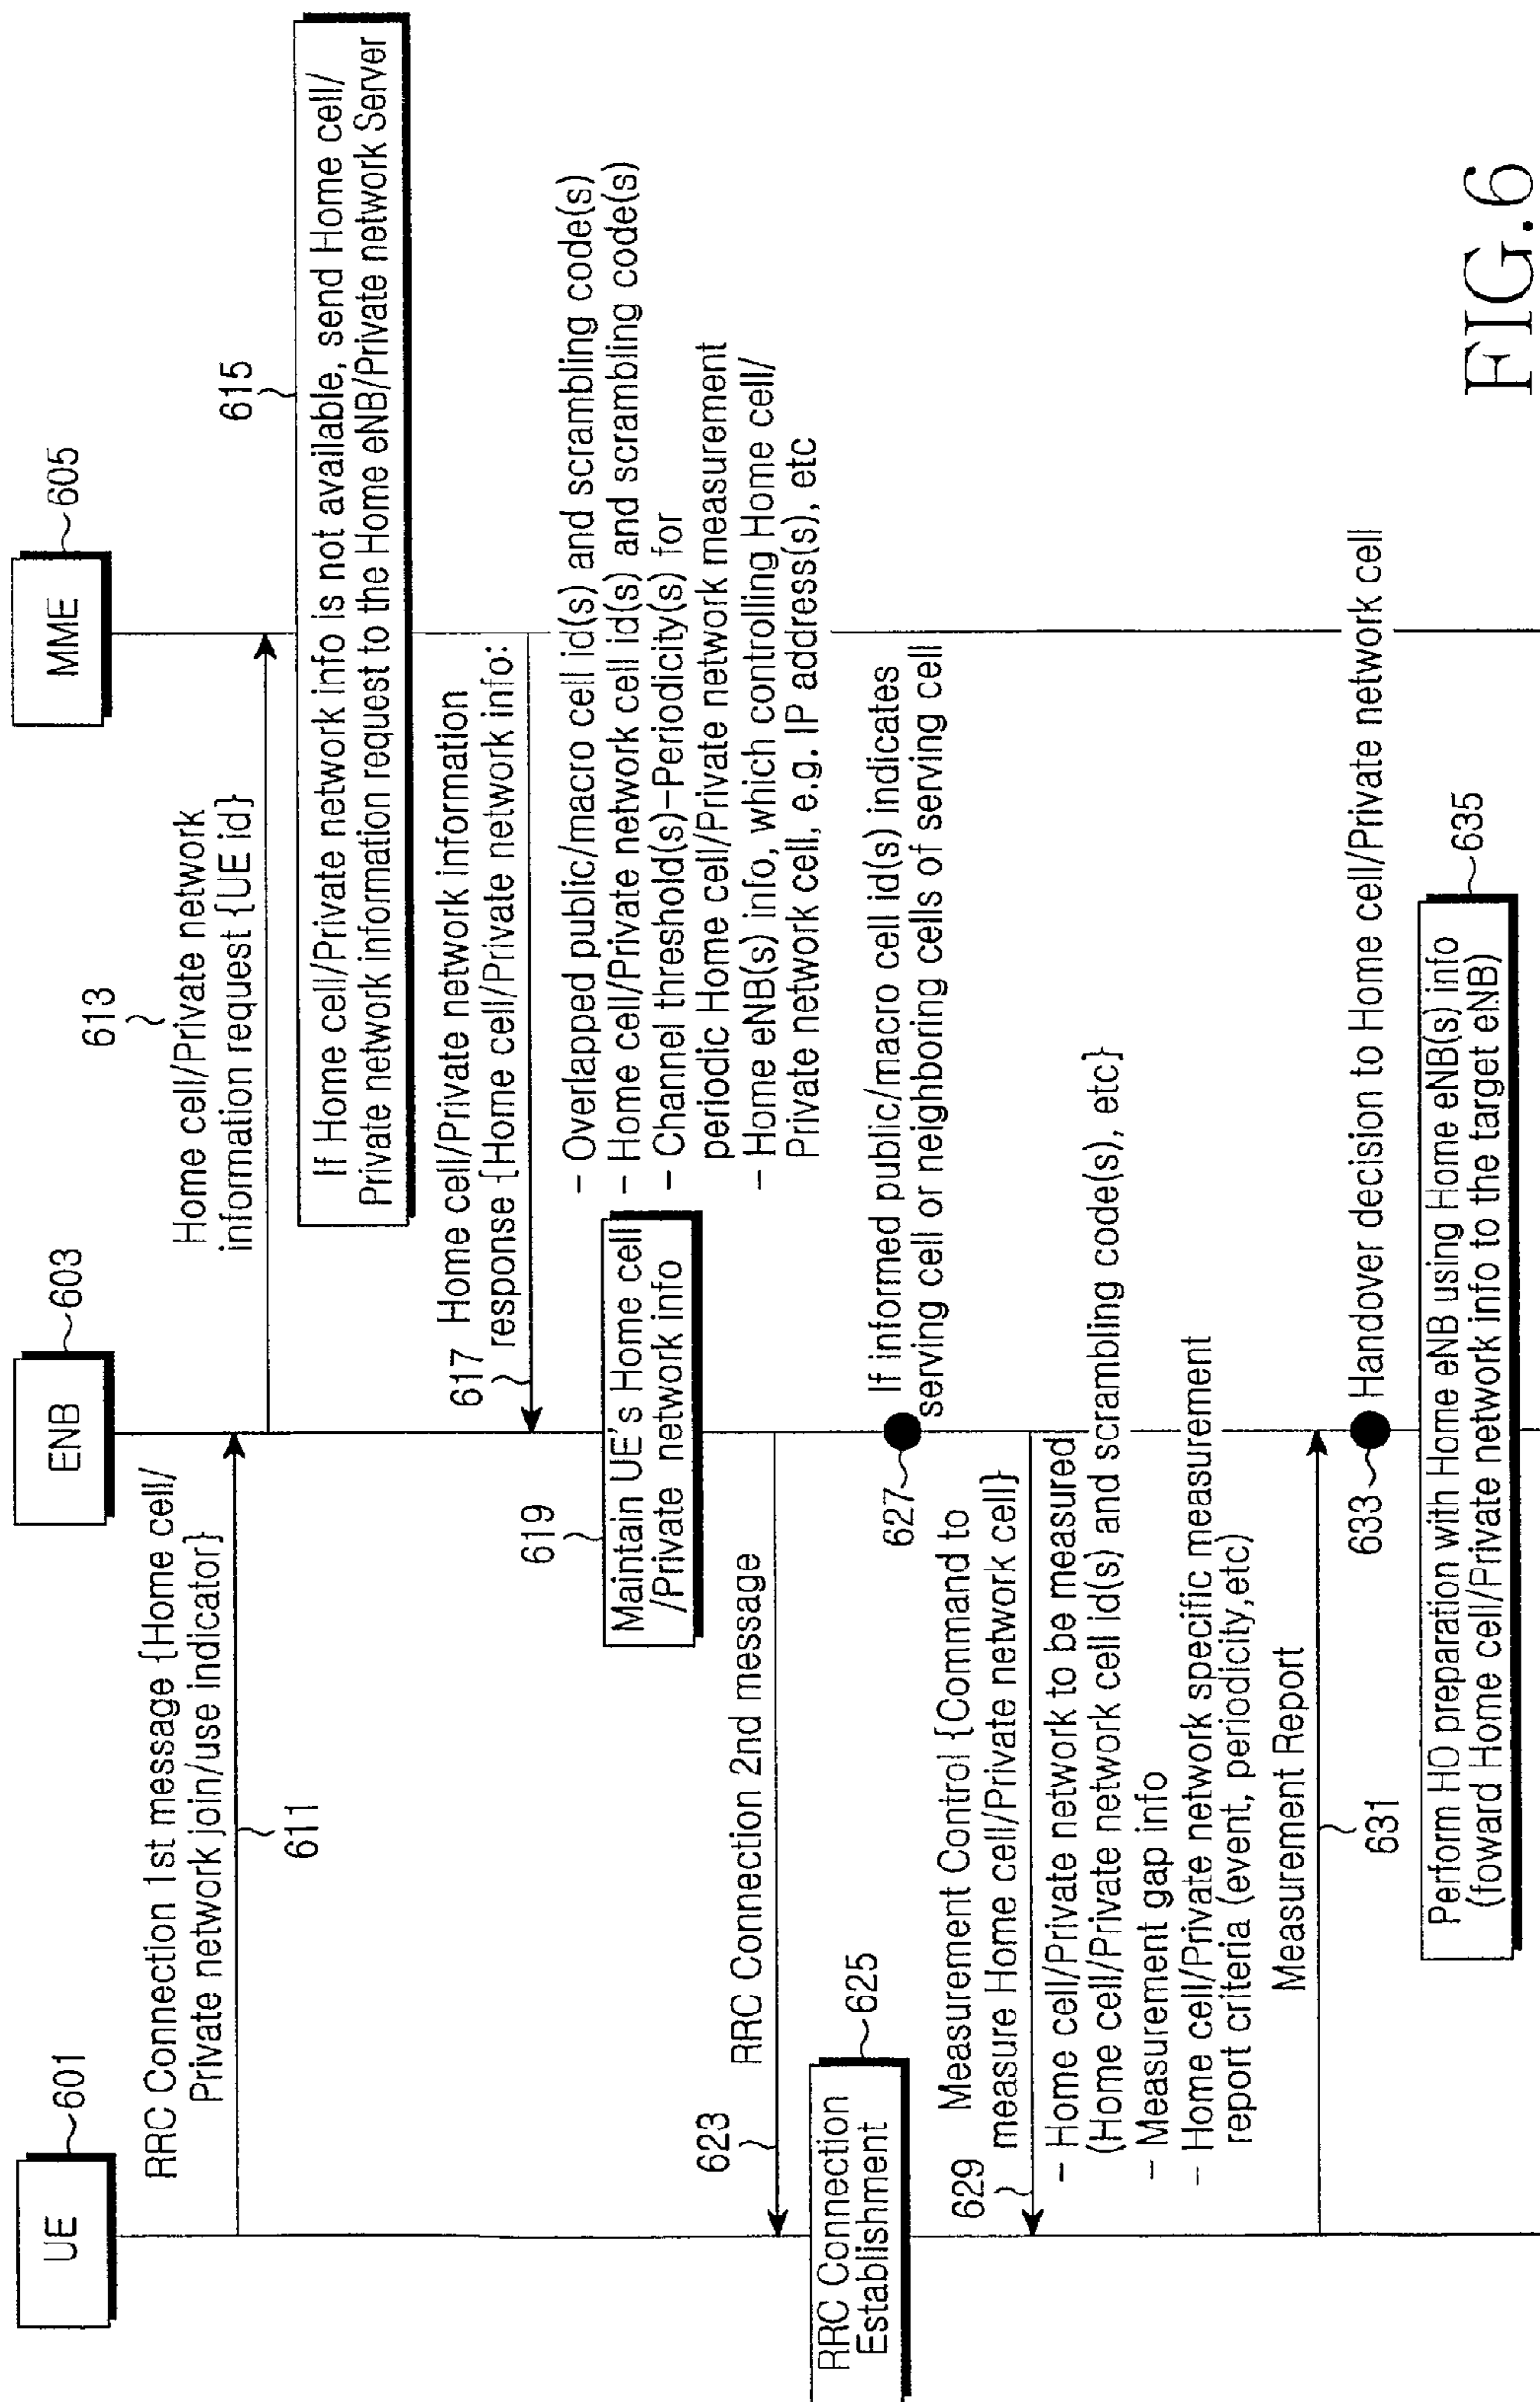 UE
601
ENB
603
MME
605
RRC Connection 1st message {Home cell/
Private network join/use indicator}
611
613
Home cell/Private network
information request {UE id}
615
If Home cell/Private network info is not available, send Home cell/
Private network information request to the Home eNB/Private network Server
617
Home cell/Private network information
response {Home cell/Private network info:
- Overlapped public/macro cell id(s) and scrambling code(s)
- Home cell/Private network cell id(s) and scrambling code(s)
- Channel threshold(s)-Periodicity(s) for
periodic Home cell/Private network measurement
- Home eNB(s) info, which controlling Home cell/
Private network cell, e.g. IP address(s), etc
619
Maintain UE's Home cell
/Private network info
623
RRC Connection 2nd message
RRC Connection
Establishment
625
627
If informed public/macro cell id(s) indicates
serving cell or neighboring cells of serving cell
629
Measurement Control {Command to
measure Home cell/Private network cell}
- Home cell/Private network to be measured
(Home cell/Private network cell id(s) and scrambling code(s), etc}
- Measurement gap info
- Home cell/Private network specific measurement
report criteria (event, periodicity,etc)
Measurement Report
631
633
Handover decision to Home cell/Private network cell
635
Perform HO preparation with Home eNB using Home eNB(s) info
(foward Home cell/Private network info to the target eNB)
FIG.6